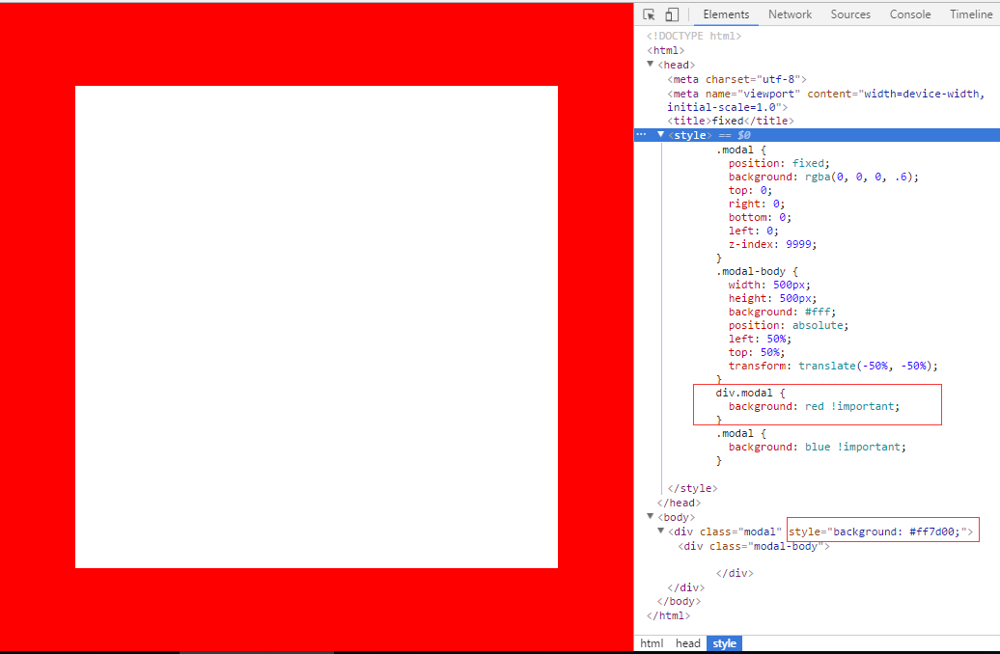 Elements Network Sources Console Timeline
<!DOCTYPE html>
<html>
<head>
<meta charset="utf-8">
<meta name="viewport" content="width=device-width,
initial-scale=1.0">
<title>fixed</title>
… <style> == $0
.modal {
position: fixed;
background: rgba(0, 0, 0, .6);
top: 0;
right: 0;
bottom: 0;
left: 0;
z-index: 9999;
}
.modal-body {
width: 500px;
height: 500px;
background: #fff;
position: absolute;
left: 50%;
top: 50%;
transform: translate(-50%, -50%);
}
div.modal {
background: red !important;
}
.modal {
background: blue !important;
}
</style>
</head>
<body>
<div class="modal" style="background: #ff7d00;">
<div class="modal-body">
</div>
</div>
</body>
</html>
html head style